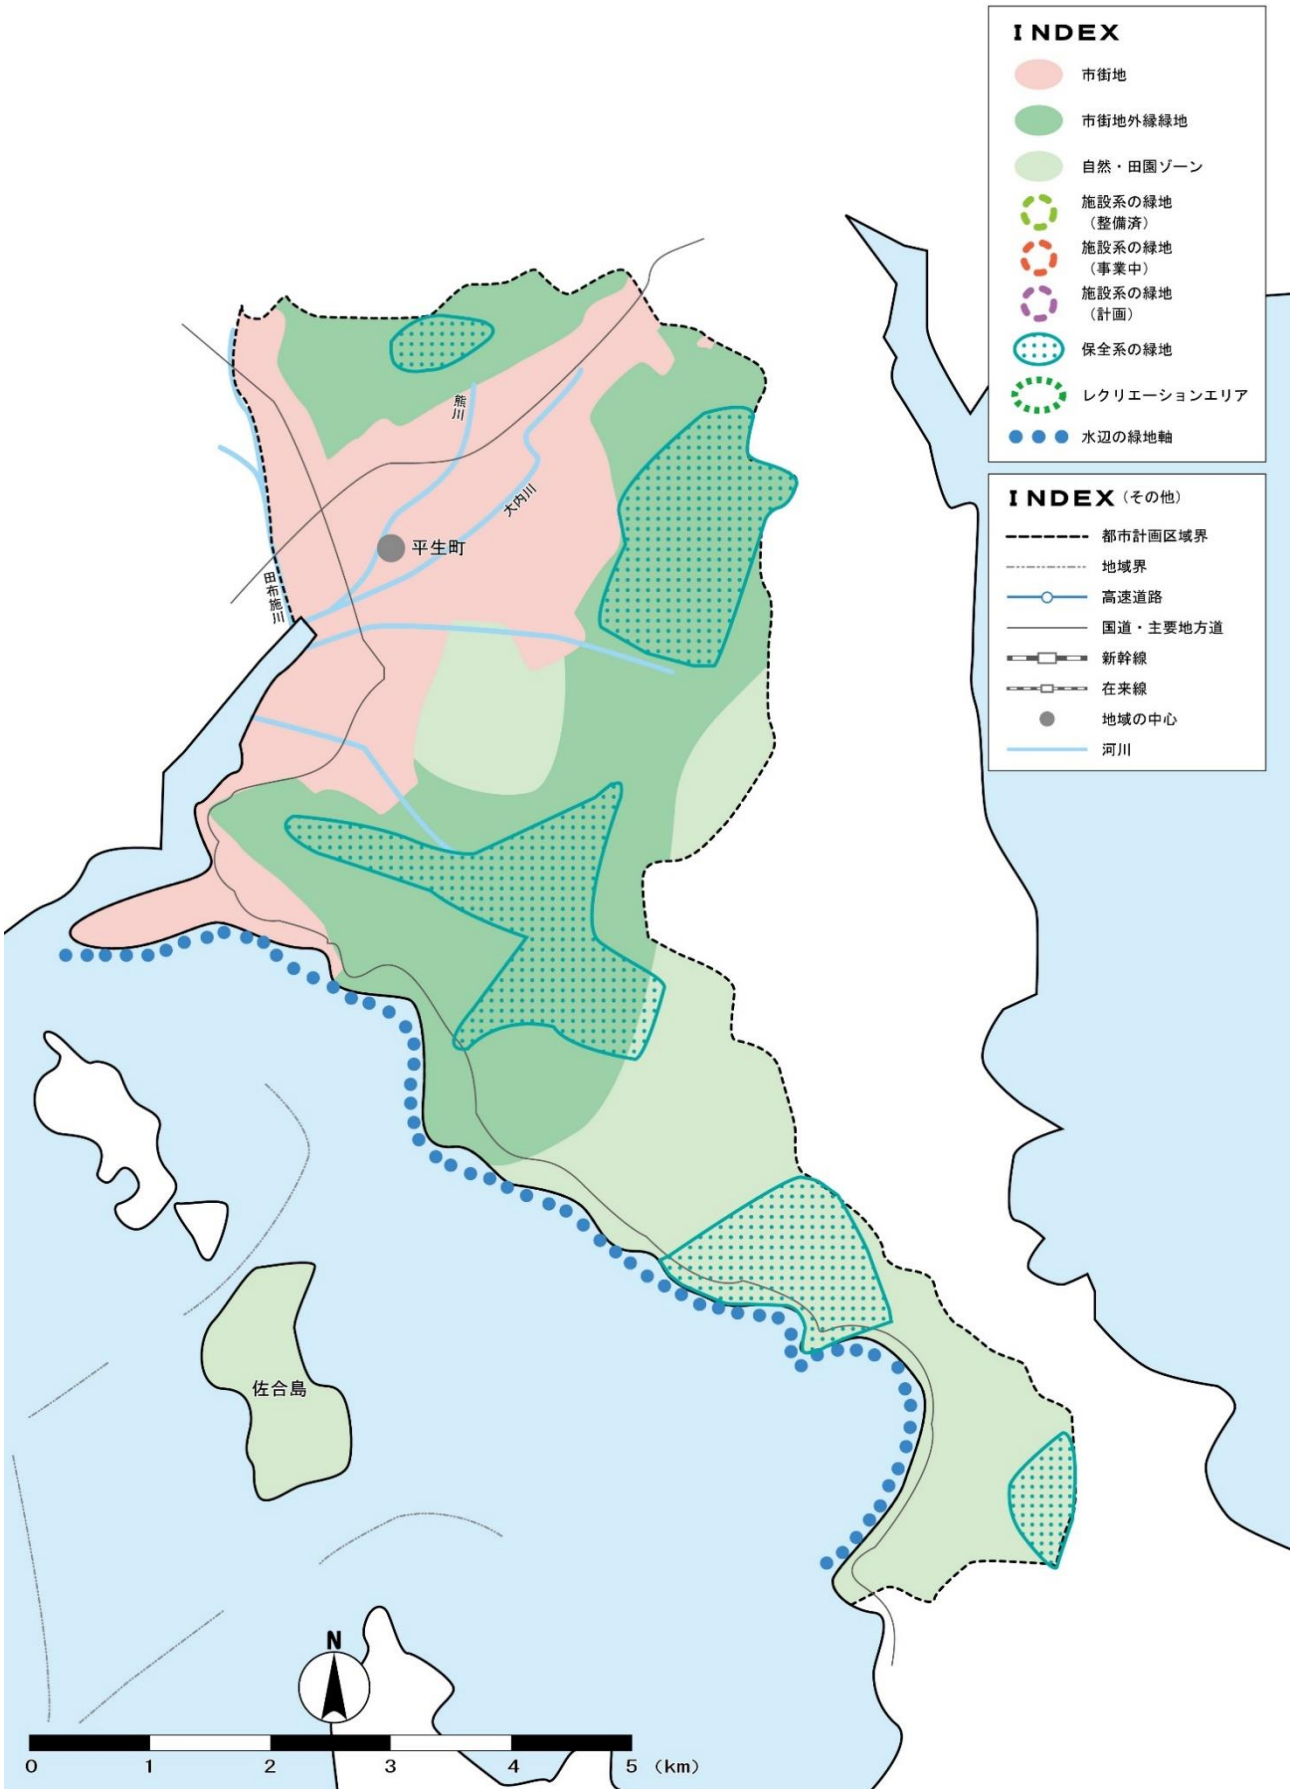 INDEX
市街地
市街地外縁緑地
自然・田園ゾーン
施設系の緑地
（整備済）
施設系の緑地
（事業中）
施設系の緑地
（計画）
保全系の緑地
レクリエーションエリア
水辺の緑地軸
INDEX（その他）
都市計画区域界
地域界
高速道路
国道・主要地方道
新幹線
在来線
地域の中心
河川
熊川
大内川
平生町
田布施川
佐合島
N
0 1 2 3 4 5 （km）